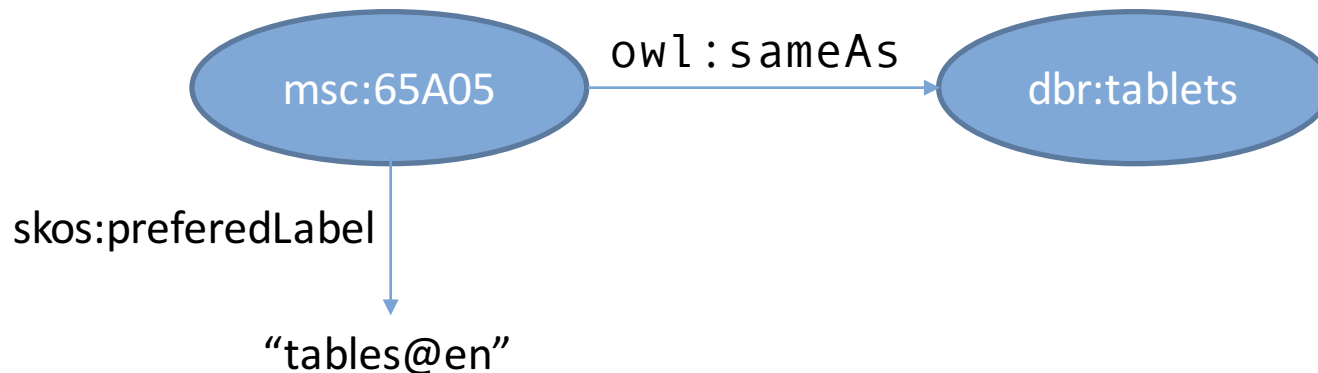 owl:sameAs
msc:65A05
dbr:tablets
skos:preferedLabel
“tables@en”